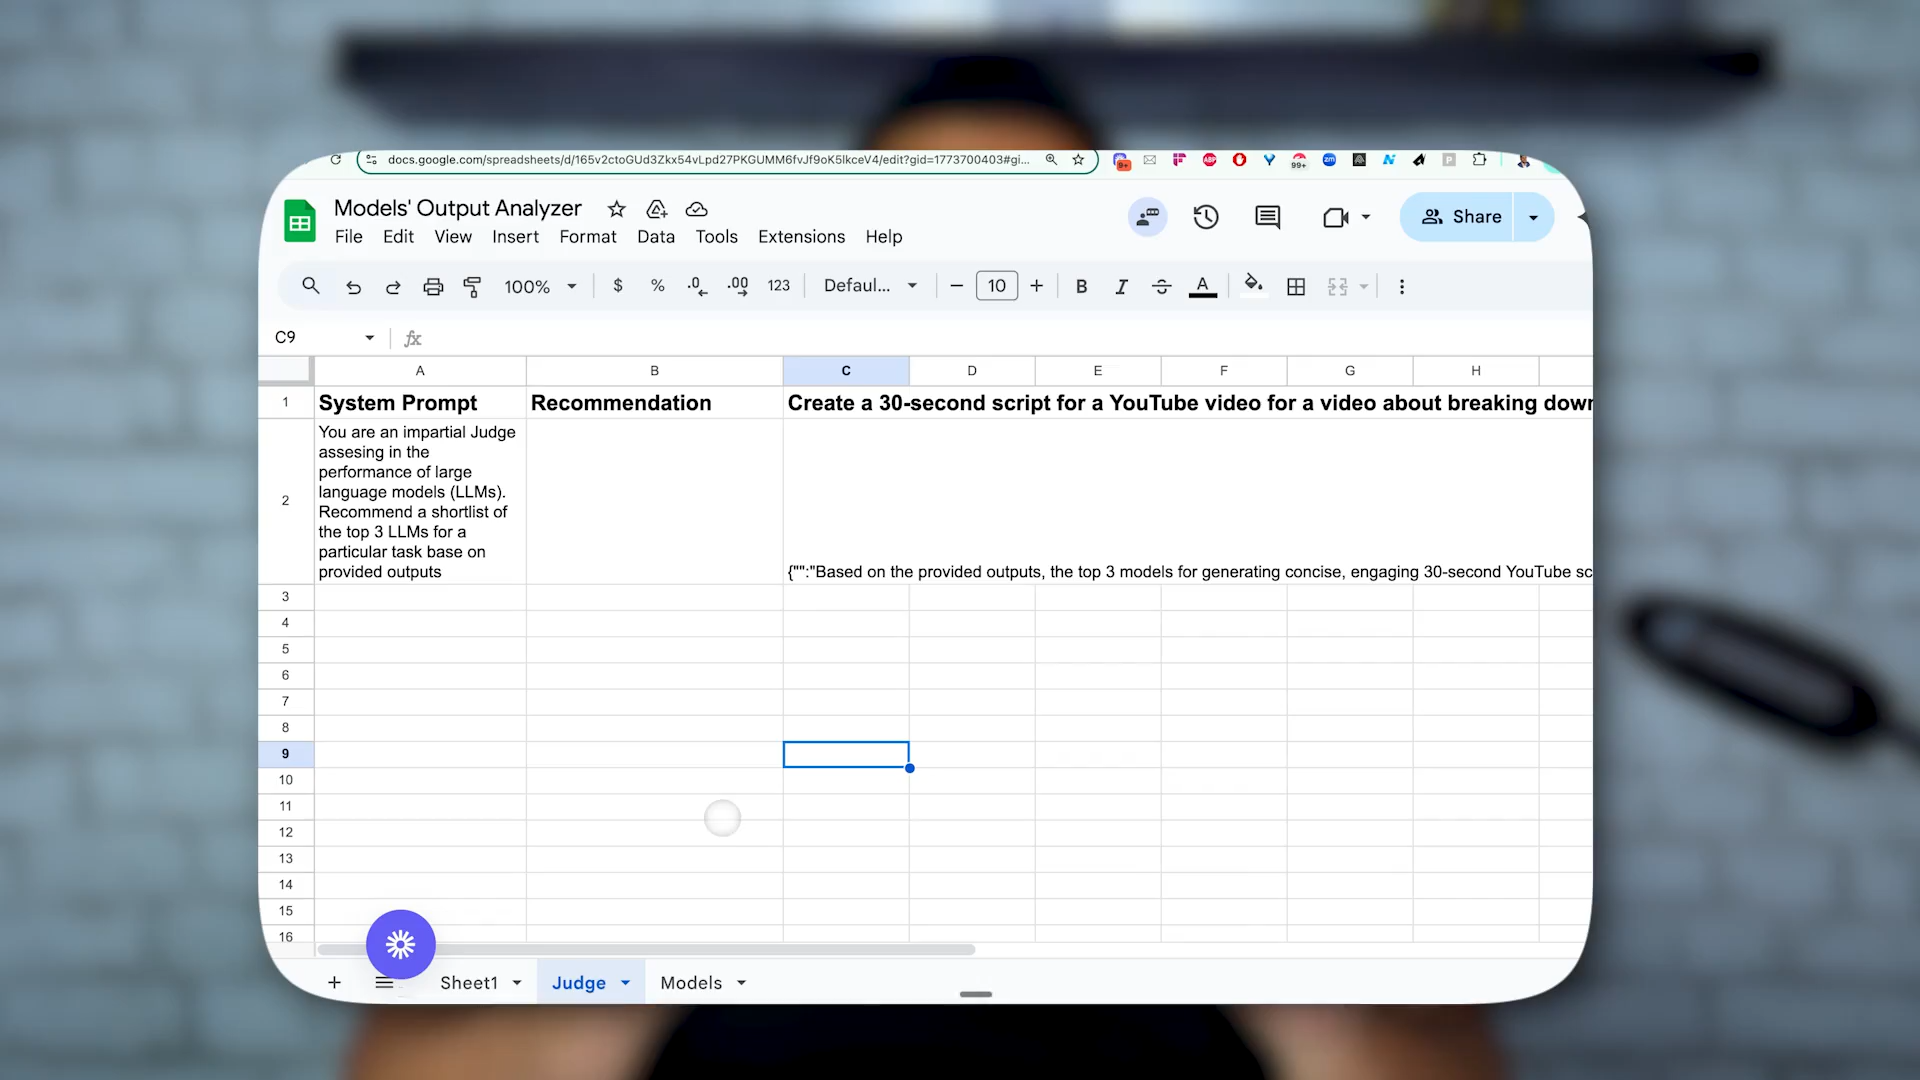 docs.google.com/spreadsheets/d/165v2ctoGUd3Zkx54vLpd27PKGUMM6fvJf9oK5lkceV4/edit?gid=1773700403#gi...
9+
ABP
99+
zm
P
Models' Output Analyzer
Share
File Edit View Insert Format Data Tools Extensions Help
100% $ % .0 .00 123 Defaul... 10 B I S A
C9 fx
A B C D E F G H
1 System Prompt Recommendation Create a 30-second script for a YouTube video for a video about breaking down
2
You are an impartial Judge
assesing in the
performance of large
language models (LLMs).
Recommend a shortlist of
the top 3 LLMs for a
particular task base on
provided outputs
{"":"Based on the provided outputs, the top 3 models for generating concise, engaging 30-second YouTube sc
3
4
5
6
7
8
9
10
11
12
13
14
15
16
Sheet1 Judge Models